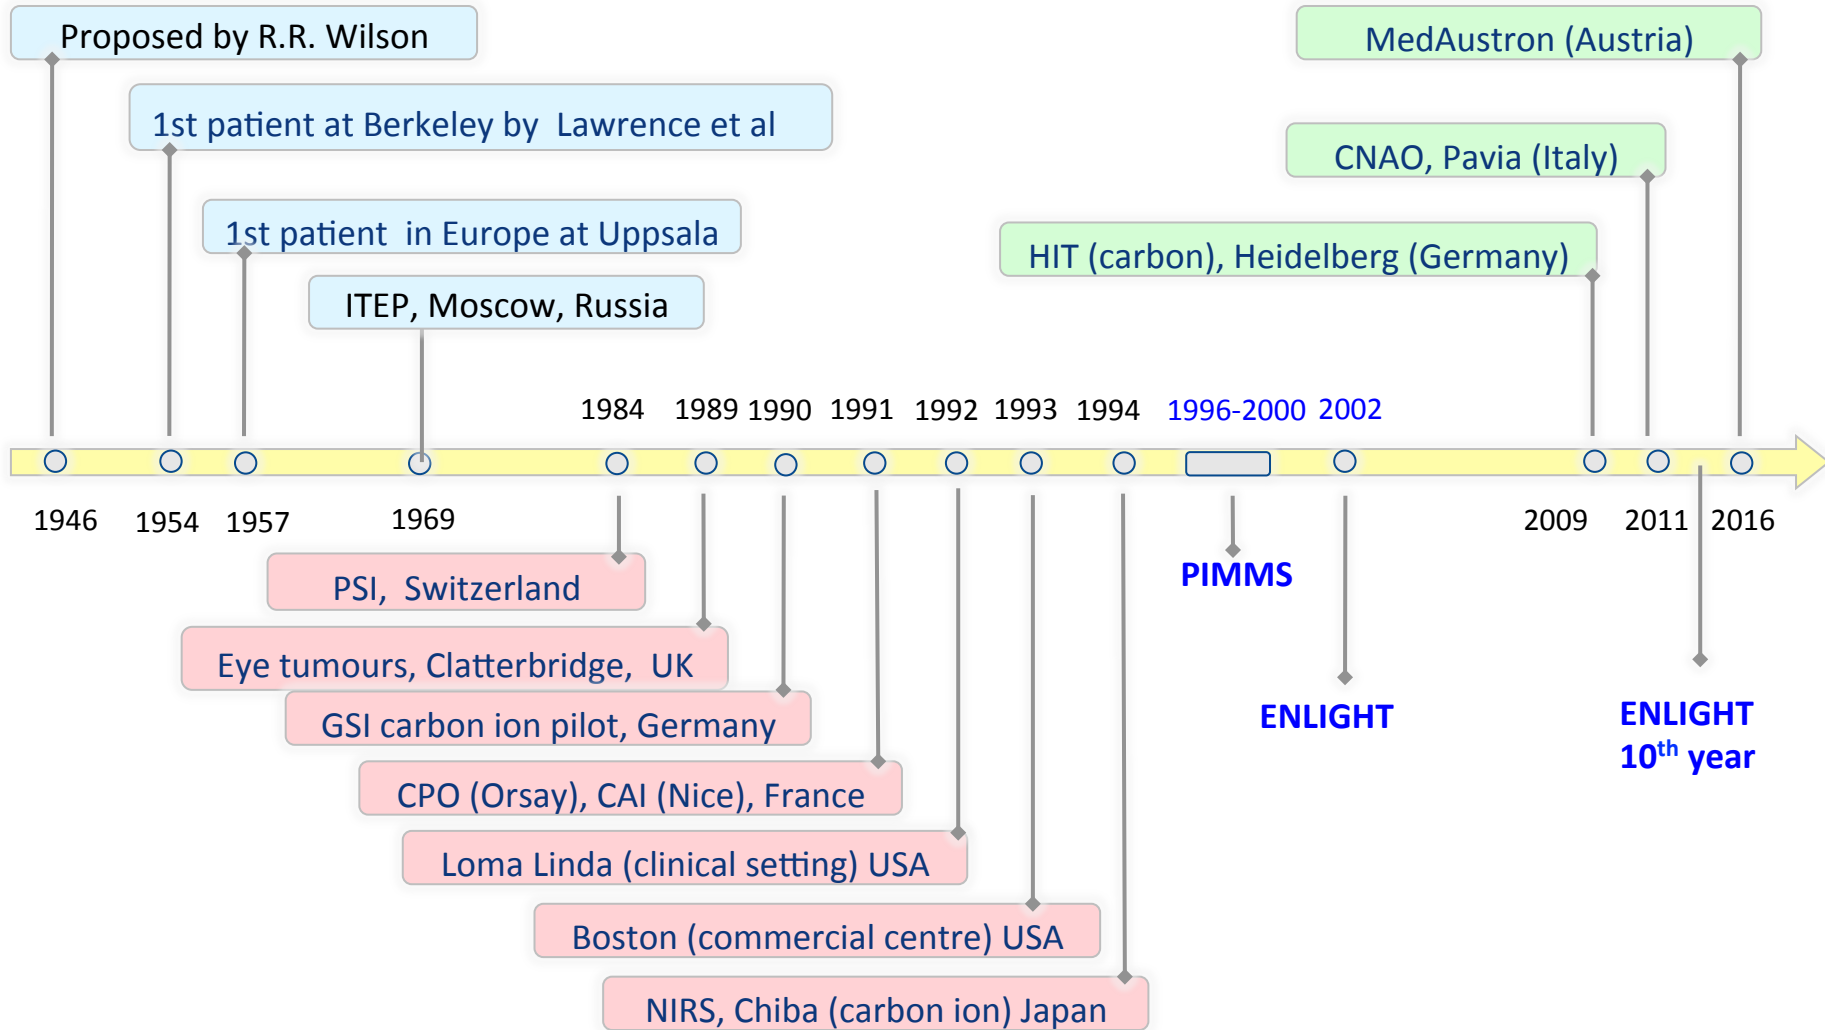 Proposed by R.R. Wilson
MedAustron (Austria)
1st patient at Berkeley by Lawrence et al
CNAO, Pavia (Italy)
1st patient in Europe at Uppsala
HIT (carbon), Heidelberg (Germany)
ITEP, Moscow, Russia
1984 1989 1990 1991 1992 1993 1994 1996-2000 2002
1946 1954 1957 1969 2009 2011 2016
PSI, Switzerland
PIMMS
Eye tumours, Clatterbridge, UK
GSI carbon ion pilot, Germany
ENLIGHT
ENLIGHT
10th year
CPO (Orsay), CAI (Nice), France
Loma Linda (clinical setting) USA
Boston (commercial centre) USA
NIRS, Chiba (carbon ion) Japan